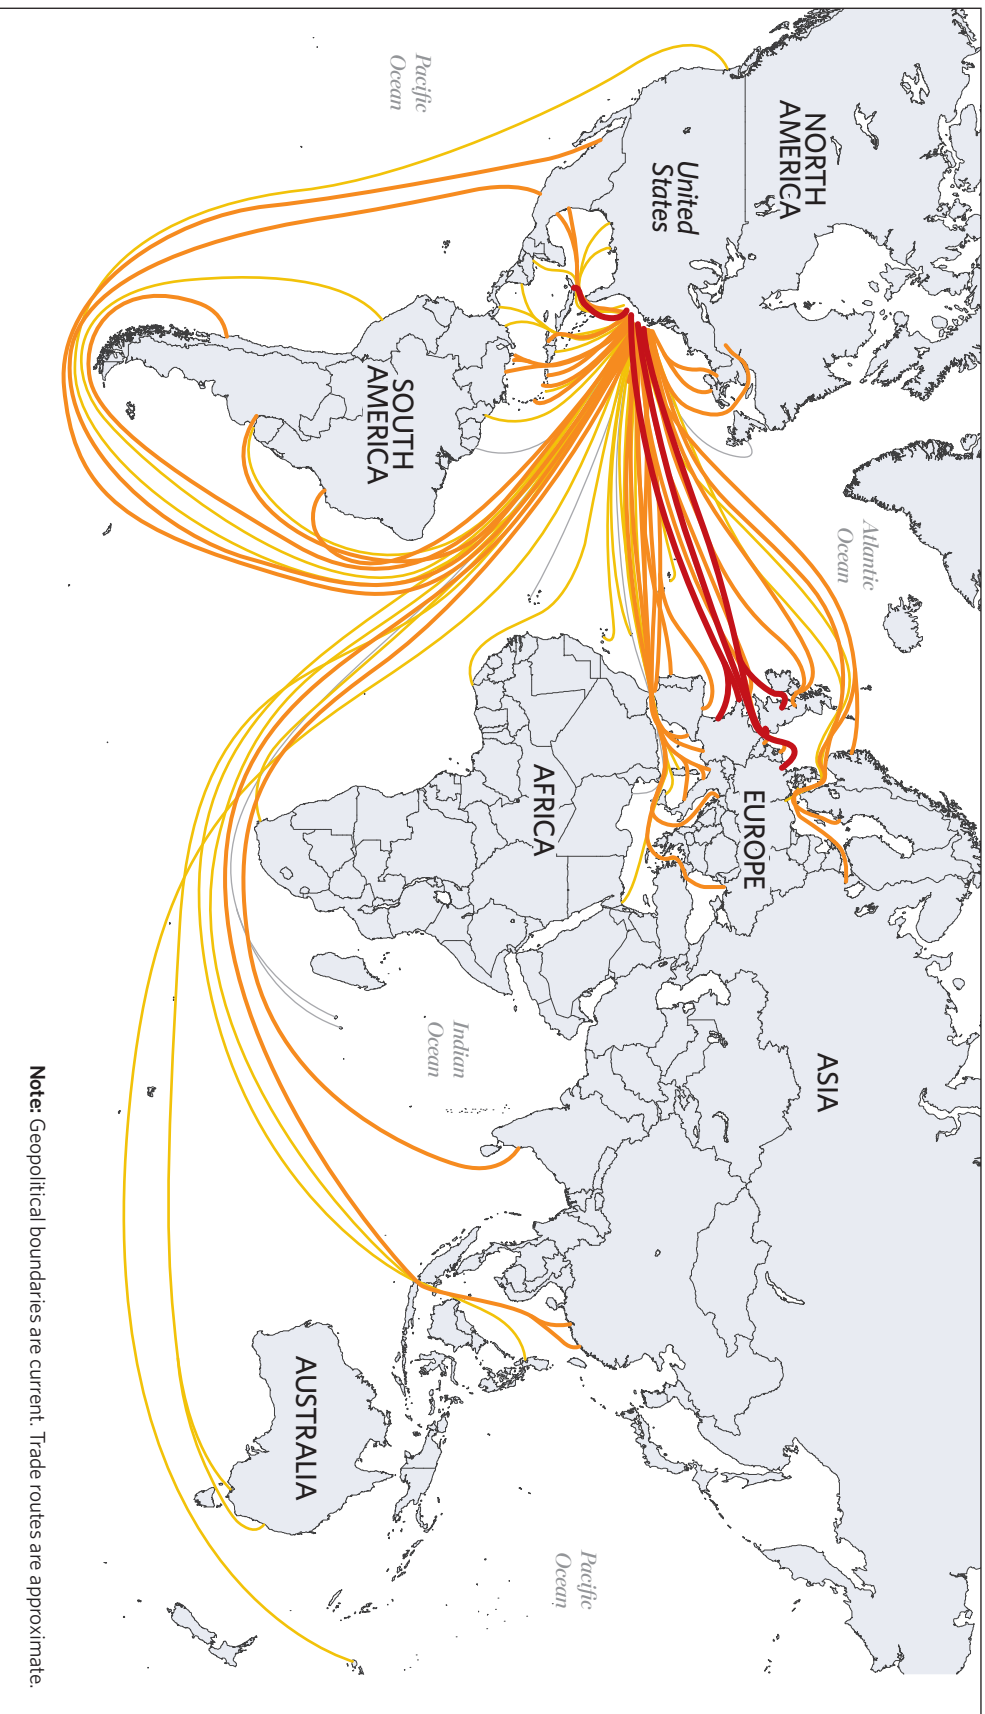 NORTH
AMERICA
United
States
Pacific
Ocean
SOUTH
AMERICA
Atlantic
Ocean
EUROPE
AFRICA
ASIA
Indian
Ocean
AUSTRALIA
Pacific
Ocean
Note: Geopolitical boundaries are current. Trade routes are approximate.